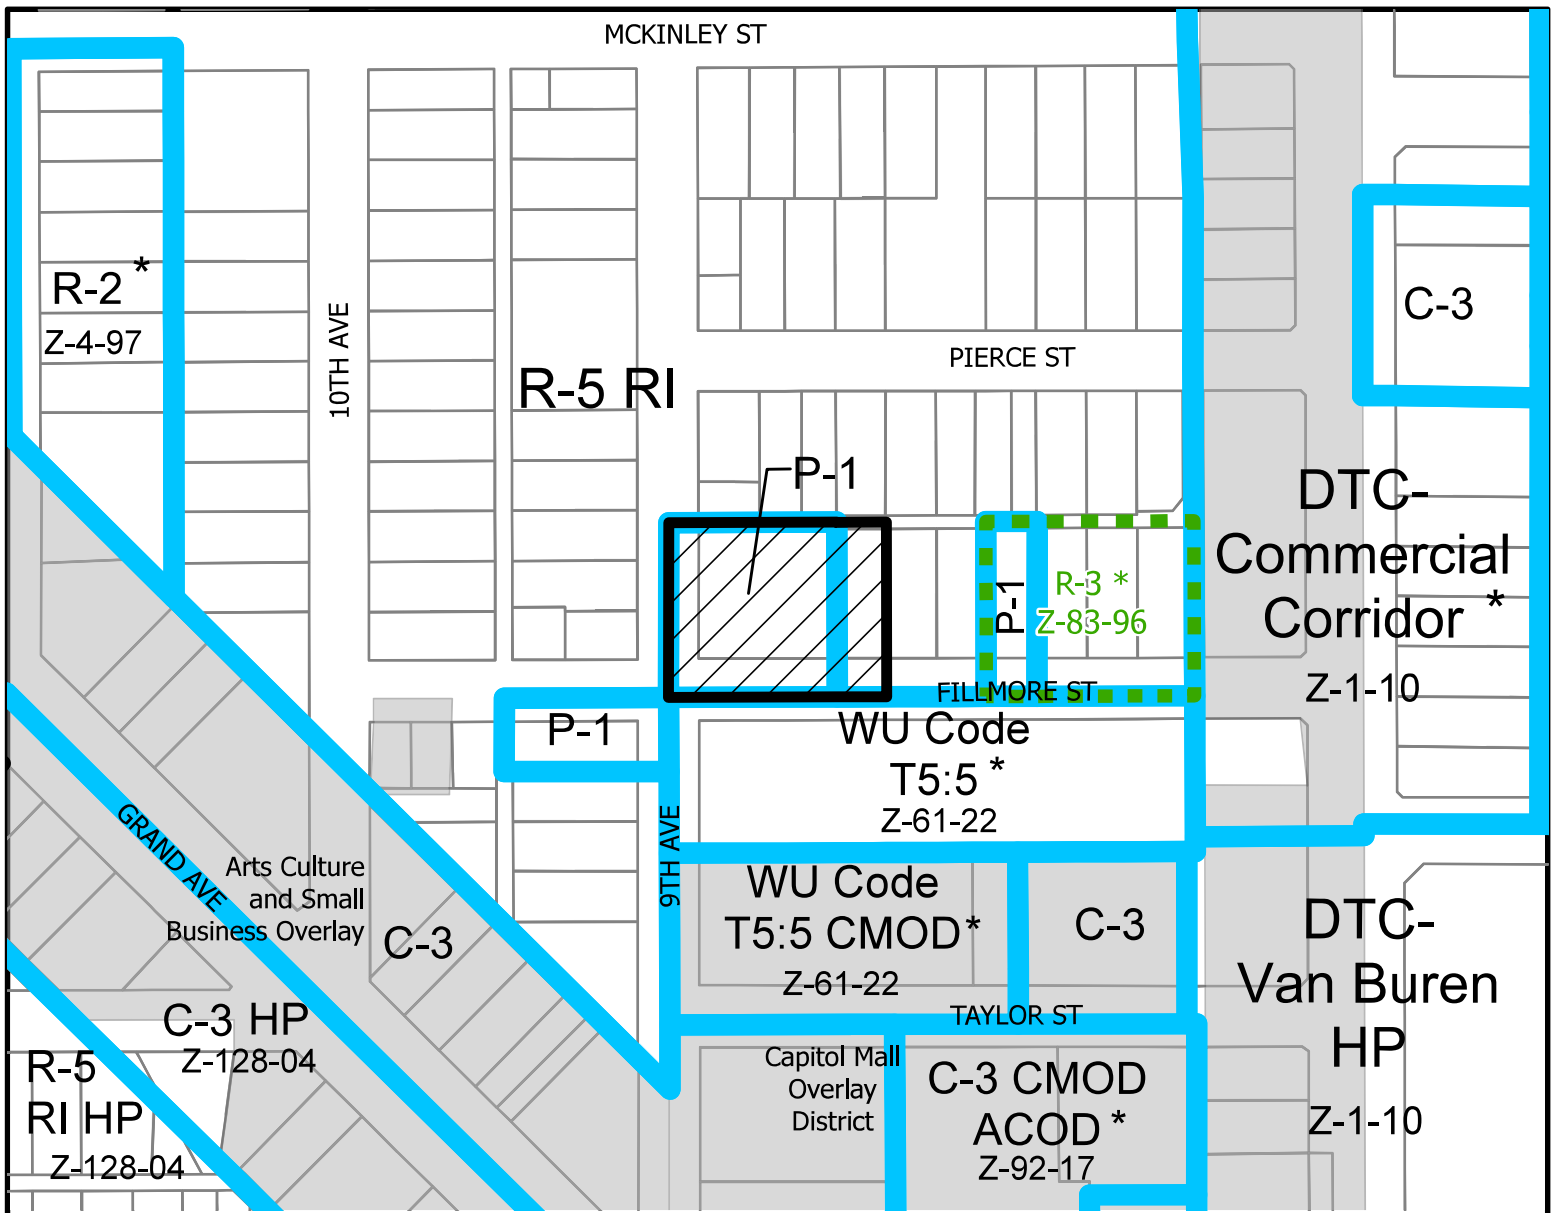 MCKINLEY ST
R-2 *
Z-4-97
10TH AVE
R-5 RI
PIERCE ST
C-3
P-1
DTC-
Commercial
Corridor *
Z-1-10
P-1
R-3 *
Z-83-96
FILLMORE ST
P-1
WU Code
T5:5 *
Z-61-22
GRAND AVE
Arts Culture
and Small
Business Overlay
C-3
9TH AVE
WU Code
T5:5 CMOD *
Z-61-22
C-3
DTC-
Van Buren
HP
Z-1-10
C-3 HP
Z-128-04
TAYLOR ST
R-5
RI HP
Z-128-04
Capitol Mall
Overlay
District
C-3 CMOD
ACOD *
Z-92-17